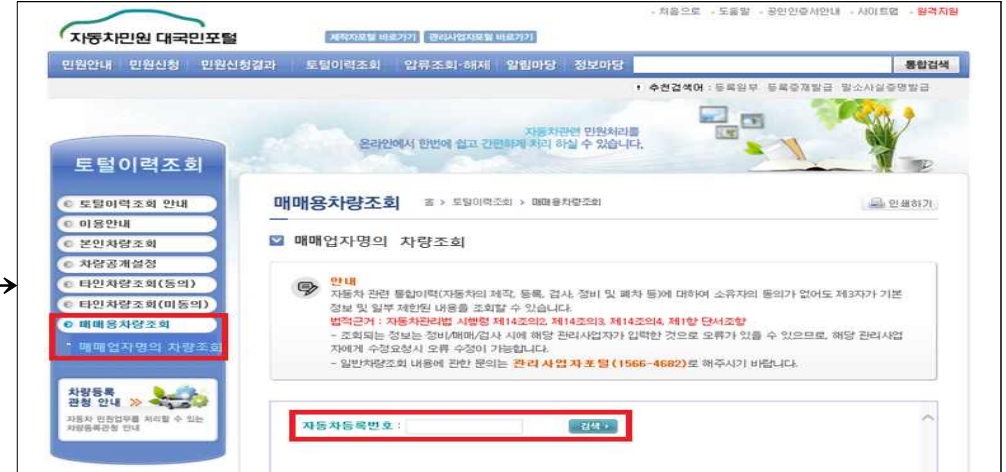 - 처음으로 - 도움말 - 공인인증서안내 - 사이트맵 - 원격지원
자동차민원 대국민포털
제작자포털 바로가기 관리사업자포털 바로가기
민원안내 민원신청 민원신청결과 토털이력조회 압류조회·해제 알림마당 정보마당 통합검색
! 추천검색어 : 등록원부 등록증재발급 말소사실증명발급
자동차관련 민원처리를
온라인에서 한번에 쉽고 간편하게 처리 하실 수 있습니다.
토털이력조회
토털이력조회 안내
이용안내
본인차량조회
차량공개설정
타인차량조회(동의)
타인차량조회(미동의)
매매용차량조회
매매업자명의 차량조회
차량등록
관청 안내 >>
자동차 민원업무를 처리할 수 있는
차량등록관청 안내
매매용차량조회 홈 > 토털이력조회 > 매매용차량조회 인쇄하기
매매업자명의 차량조회
안내
자동차 관련 통합이력(자동차의 제작, 등록, 검사, 정비 및 폐차 등)에 대하여 소유자의 동의가 없어도 제3자가 기본
정보 및 일부 제한된 내용을 조회할 수 있습니다.
법적근거 : 자동차관리법 시행령 제14조의2, 제14조의3, 제14조의4, 제1항 단서조항
- 조회되는 정보는 정비/매매/검사 시에 해당 관리사업자가 입력한 것으로 오류가 있을 수 있으므로, 해당 관리사업
자에게 수정요청시 오류 수정이 가능합니다.
- 일반차량조회 내용에 관한 문의는 관리사업자포털(1566-4682)로 해주시기 바랍니다.
자동차등록번호 : 검색